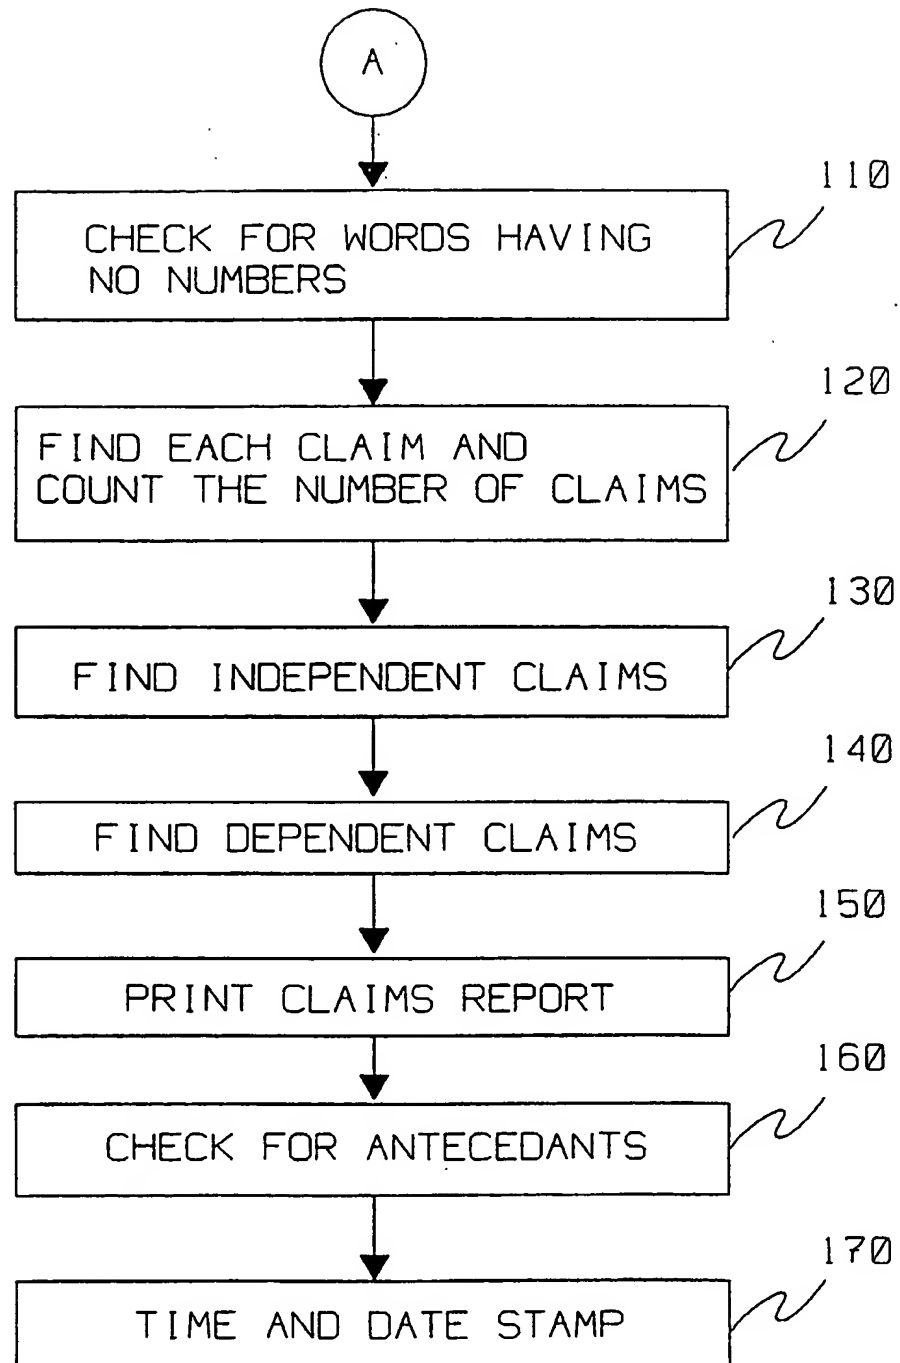 A
110
CHECK FOR WORDS HAVING
NO NUMBERS
120
FIND EACH CLAIM AND
COUNT THE NUMBER OF CLAIMS
130
FIND INDEPENDENT CLAIMS
140
FIND DEPENDENT CLAIMS
150
PRINT CLAIMS REPORT
160
CHECK FOR ANTECEDANTS
170
TIME AND DATE STAMP